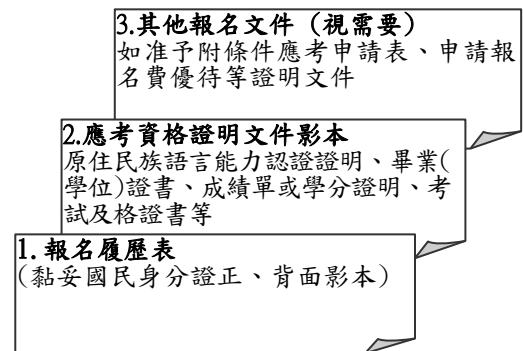 3.其他報名文件（視需要）
如准予附條件應考申請表、申請報
名費優待等證明文件
2.應考資格證明文件影本
原住民族語言能力認證證明、畢業(
學位)證書、成績單或學分證明、考
試及格證書等
1.報名履歷表
(黏妥國民身分證正、背面影本)